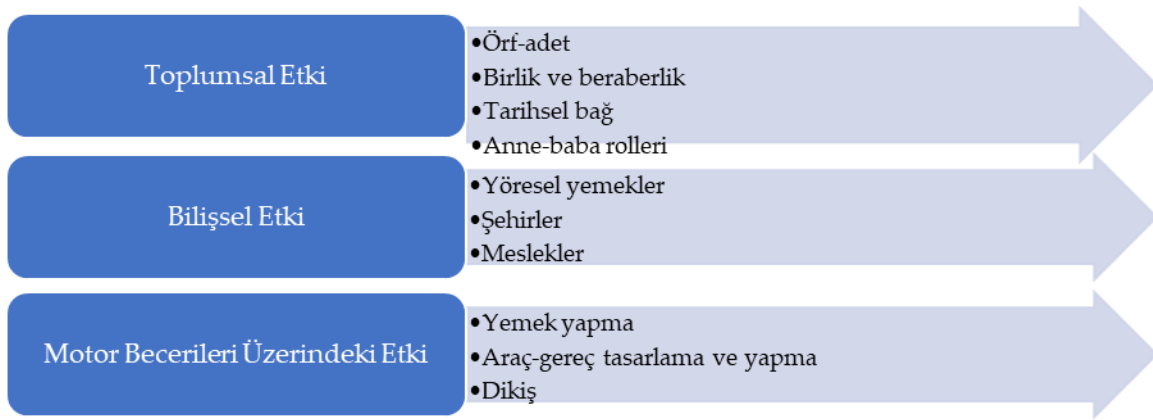 Toplumsal Etki
•Örf-adet
•Birlik ve beraberlik
•Tarihsel bağ
•Anne-baba rolleri
Bilişsel Etki
•Yöresel yemekler
•Şehirler
•Meslekler
Motor Becerileri Üzerindeki Etki
•Yemek yapma
•Araç-gereç tasarlama ve yapma
•Dikiş